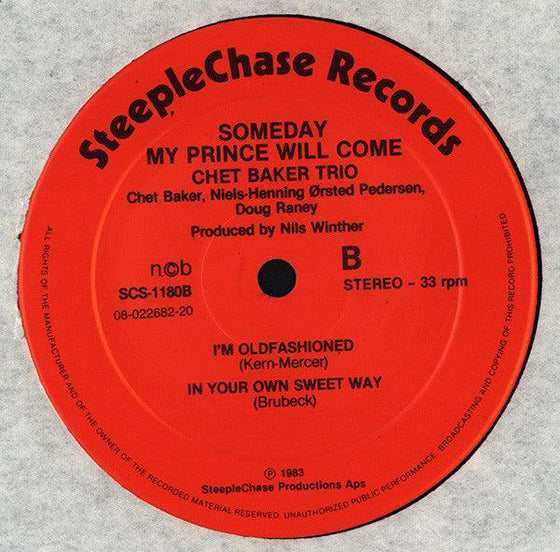 SteepleChase Records
SOMEDAY
MY PRINCE WILL COME
CHET BAKER TRIO
Chet Baker, Niels-Henning Ørsted Pedersen,
Doug Raney
Produced by Nils Winther
n©b
B
SCS-1180B
STEREO – 33 rpm
08-022682-20
I'M OLDFASHIONED
(Kern-Mercer)
IN YOUR OWN SWEET WAY
(Brubeck)
℗ 1983
SteepleChase Productions Aps
ALL RIGHTS OF THE MANUFACTURER AND OF THE OWNER OF THE RECORDED MATERIAL RESERVED. UNAUTHORIZED PUBLIC PERFORMANCE. BROADCASTING AND COPYING OF THIS RECORD PROHIBITED